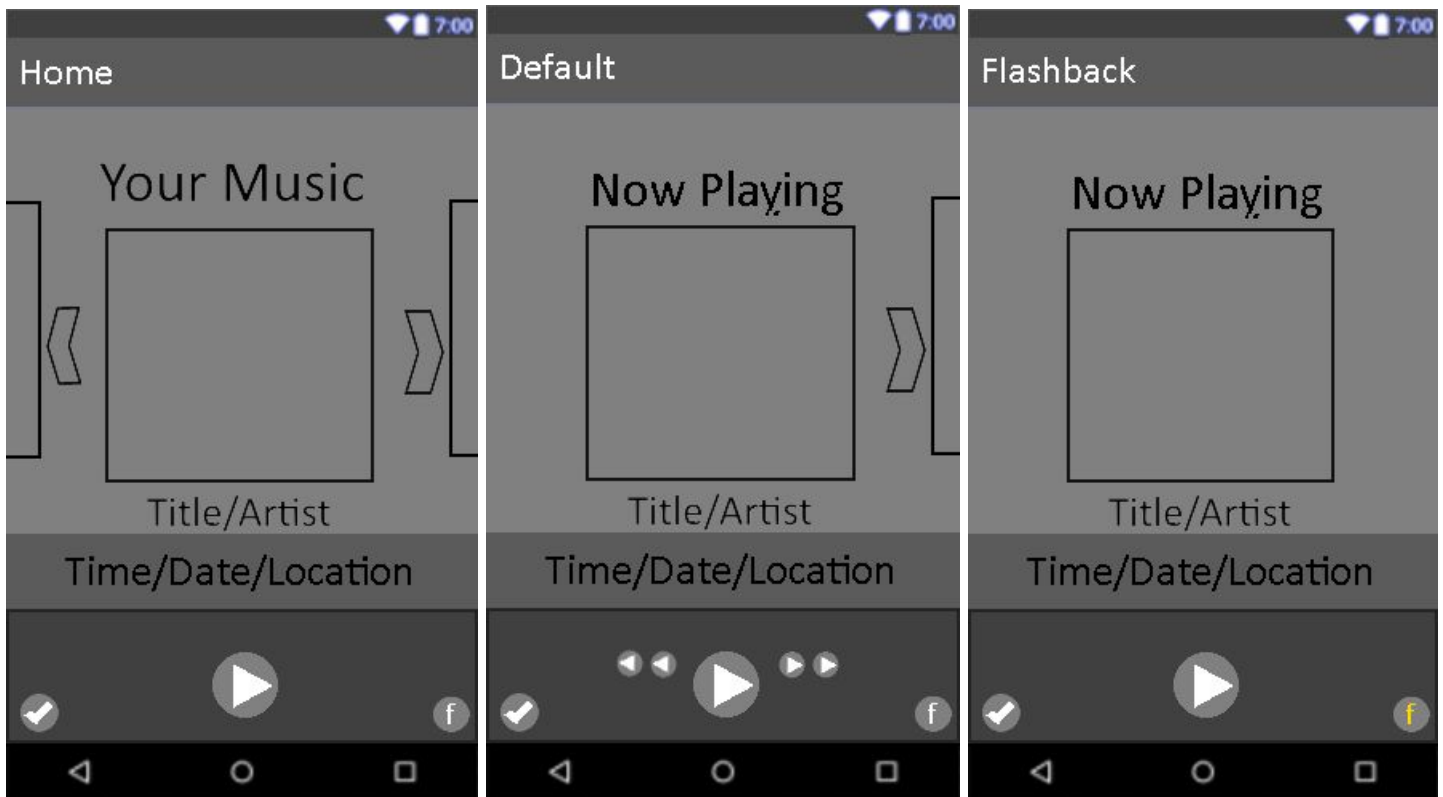 7:00
Home
Your Music
Title/Artist
Time/Date/Location
f
7:00
Default
Now Playing
Title/Artist
Time/Date/Location
f
7:00
Flashback
Now Playing
Title/Artist
Time/Date/Location
f